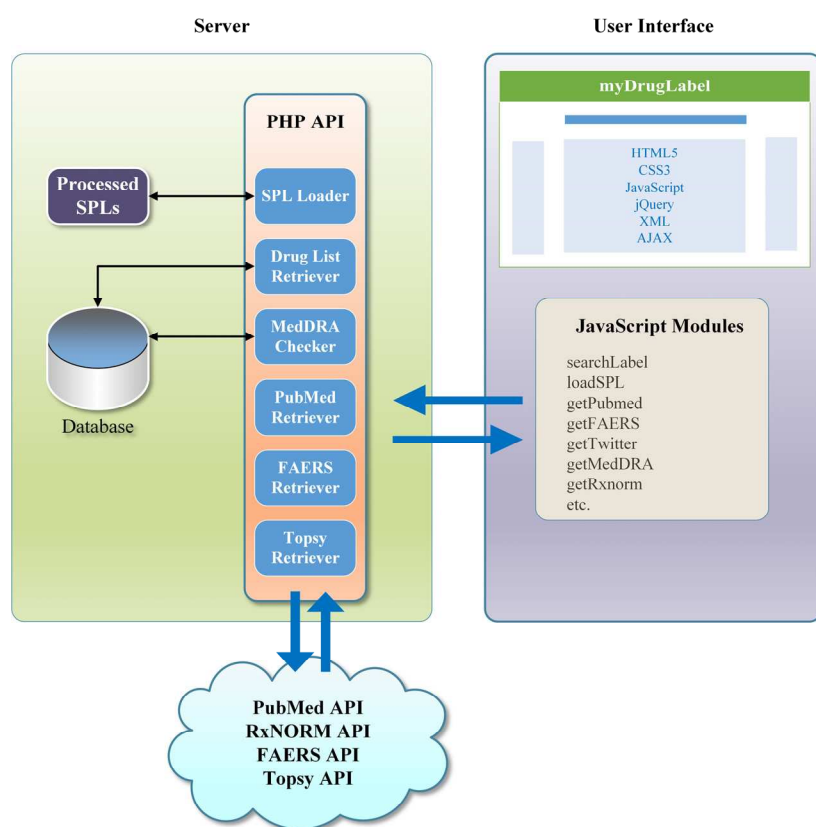 Server
User Interface
PHP API
Processed
SPLs
SPL Loader
Drug List
Retriever
MedDRA
Checker
Database
PubMed
Retriever
FAERS
Retriever
Topsy
Retriever
PubMed API
RxNORM API
FAERS API
Topsy API
myDrugLabel
HTML5
CSS3
JavaScript
jQuery
XML
AJAX
JavaScript Modules
searchLabel
loadSPL
getPubmed
getFAERS
getTwitter
getMedDRA
getRxnorm
etc.